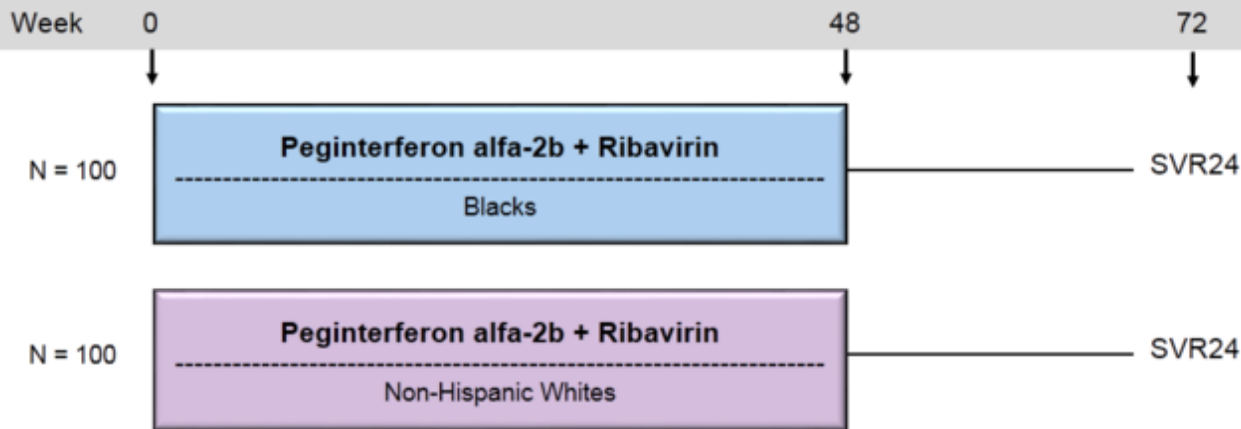 Week 0 48 72
Peginterferon alfa-2b + Ribavirin
N = 100 SVR24
Blacks
Peginterferon alfa-2b + Ribavirin
N = 100 SVR24
Non-Hispanic Whites